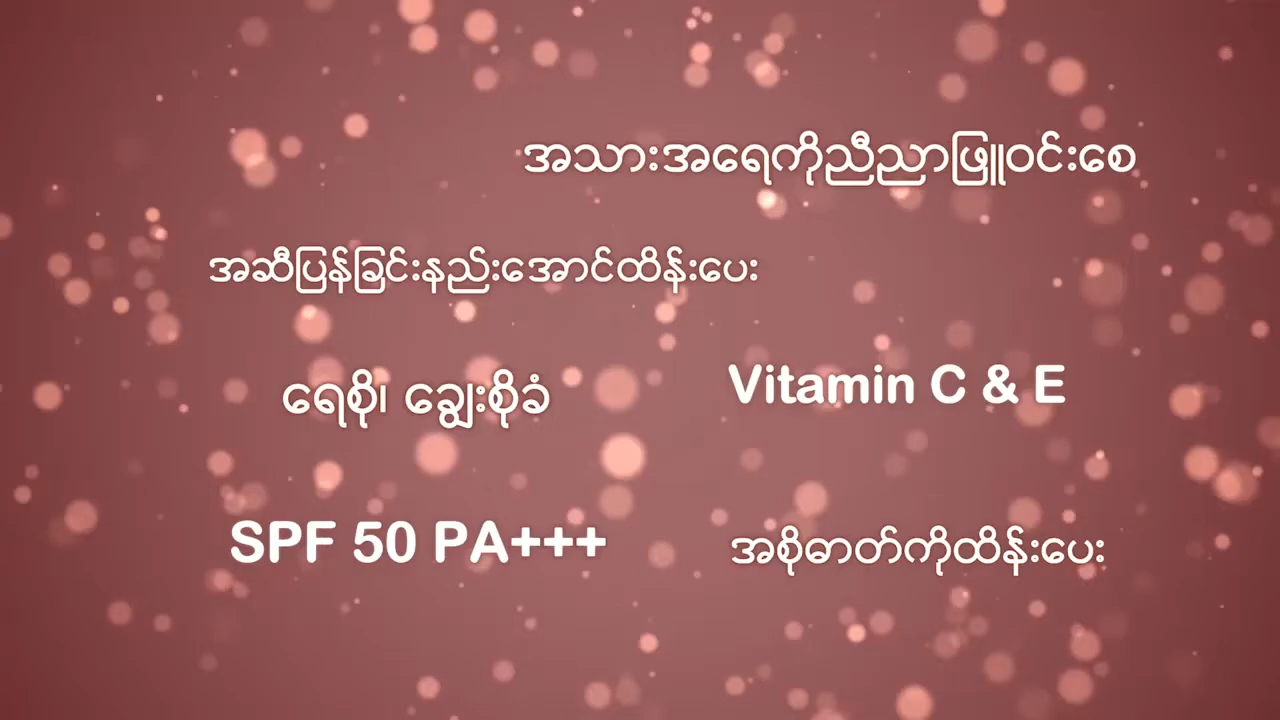 အသားအရေကိုညီညာဖြူဝင်းစေ
အဆီပြန်ခြင်းနည်းအောင်ထိန်းပေး
ရေစို၊ ချွေးစိုခံ
Vitamin C & E
SPF 50 PA+++
အစိုဓာတ်ကိုထိန်းပေး